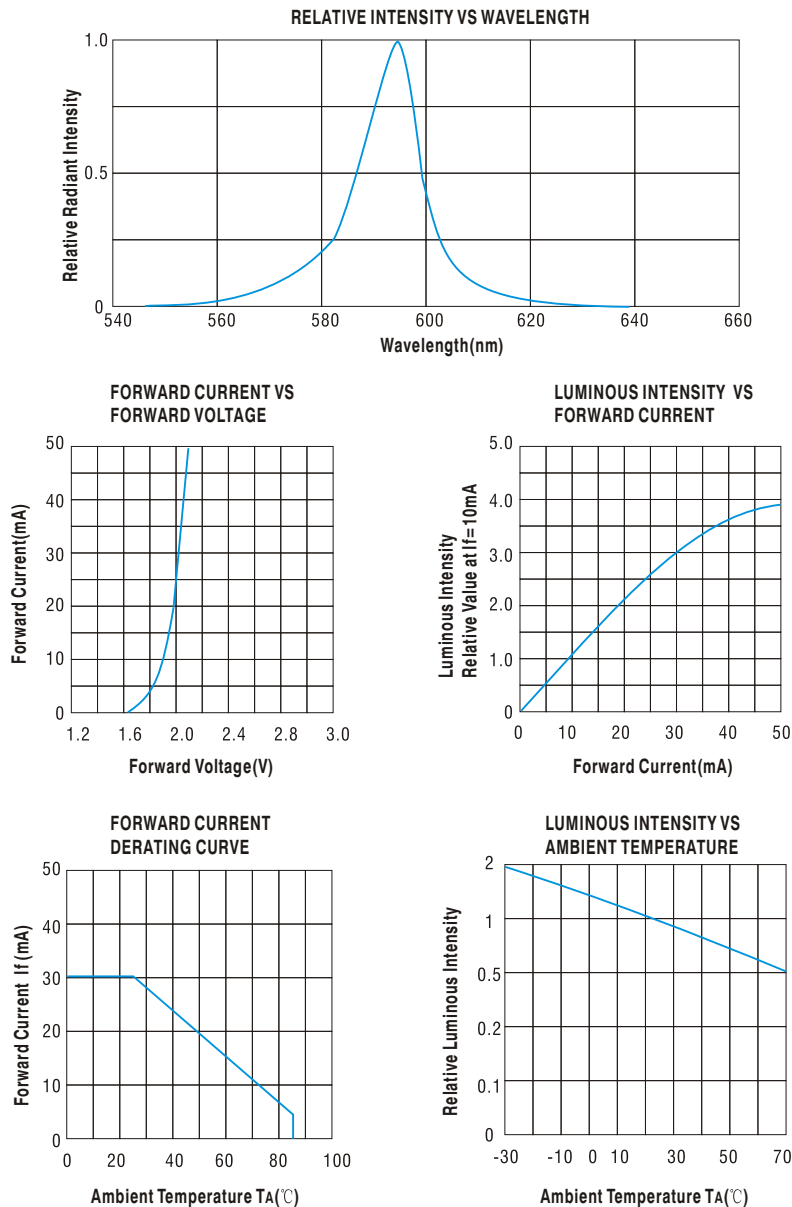 RELATIVE INTENSITY VS WAVELENGTH
1.0
0.5
0
Relative Radiant Intensity
540 560 580 600 620 640 660
Wavelength(nm)
FORWARD CURRENT VS
FORWARD VOLTAGE
50
40
30
20
10
0
Forward Current(mA)
1.2 1.6 2.0 2.4 2.8 3.0
Forward Voltage(V)
LUMINOUS INTENSITY VS
FORWARD CURRENT
5.0
4.0
3.0
2.0
1.0
0
Luminous Intensity
Relative Value at If=10mA
0 10 20 30 40 50
Forward Current(mA)
FORWARD CURRENT
DERATING CURVE
50
40
30
20
10
0
Forward Current If (mA)
0 20 40 60 80 100
Ambient Temperature TA(℃)
LUMINOUS INTENSITY VS
AMBIENT TEMPERATURE
2
1
0.5
0.2
0.1
0
Relative Luminous Intensity
-30 -10 0 10 30 50 70
Ambient Temperature TA(℃)